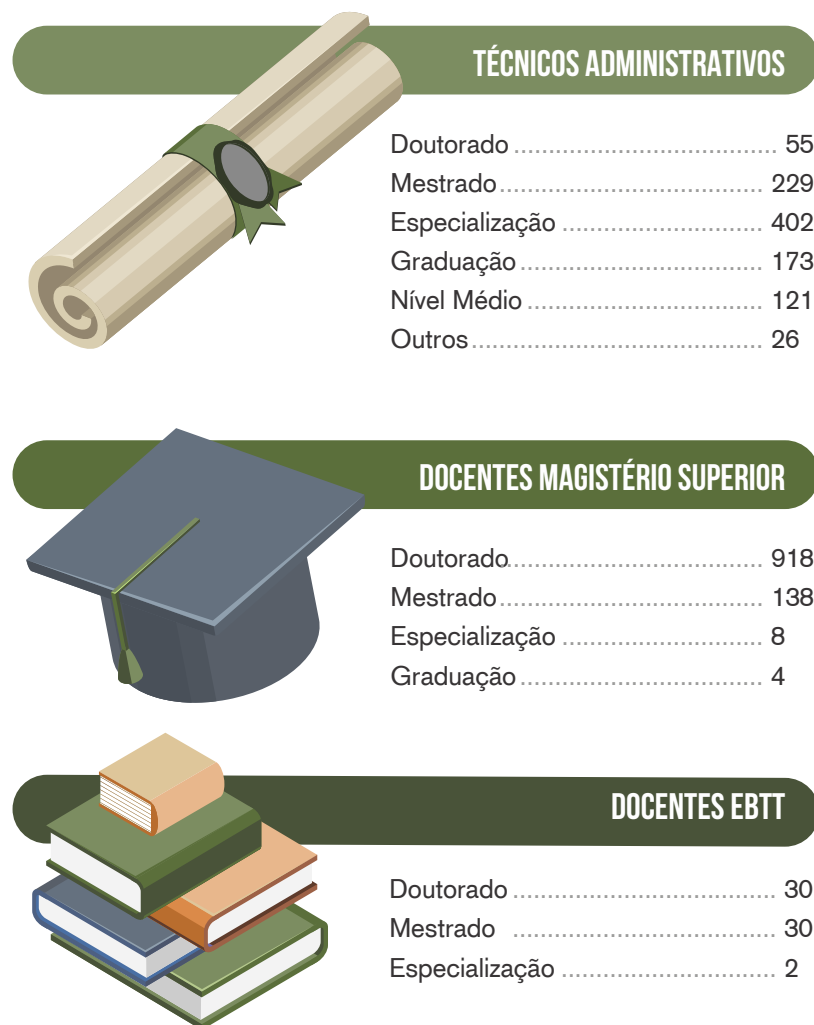 TÉCNICOS ADMINISTRATIVOS
Doutorado ........................................ 55
Mestrado ........................................ 229
Especialização ............................... 402
Graduação ..................................... 173
Nível Médio .................................... 121
Outros ............................................ 26
DOCENTES MAGISTÉRIO SUPERIOR
Doutorado ...................................... 918
Mestrado ........................................ 138
Especialização ............................... 8
Graduação ..................................... 4
DOCENTES EBTT
Doutorado ........................................ 30
Mestrado ........................................ 30
Especialização ................................. 2